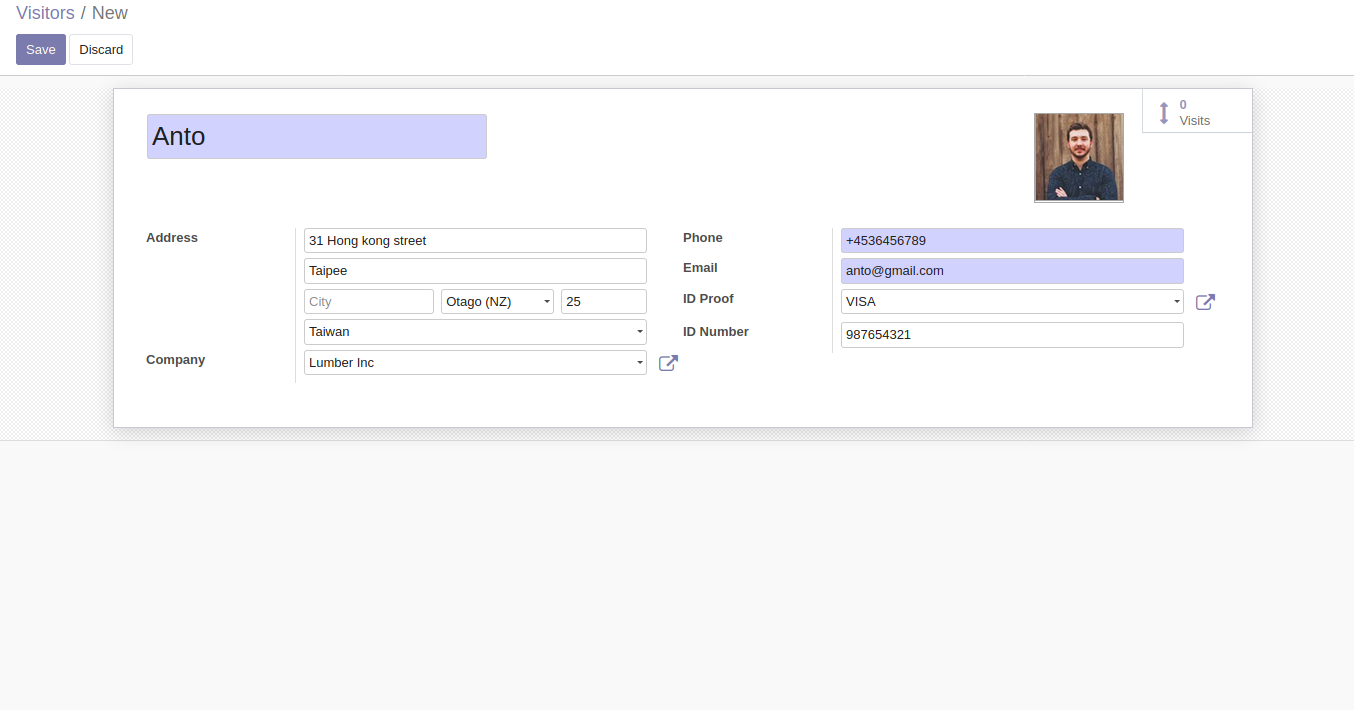 Visitors / New
Save Discard
0
Visits
Anto
Address
31 Hong kong street
Taipee
City Otago (NZ) 25
Taiwan
Company Lumber Inc
Phone +4536456789
Email anto@gmail.com
ID Proof VISA
ID Number 987654321